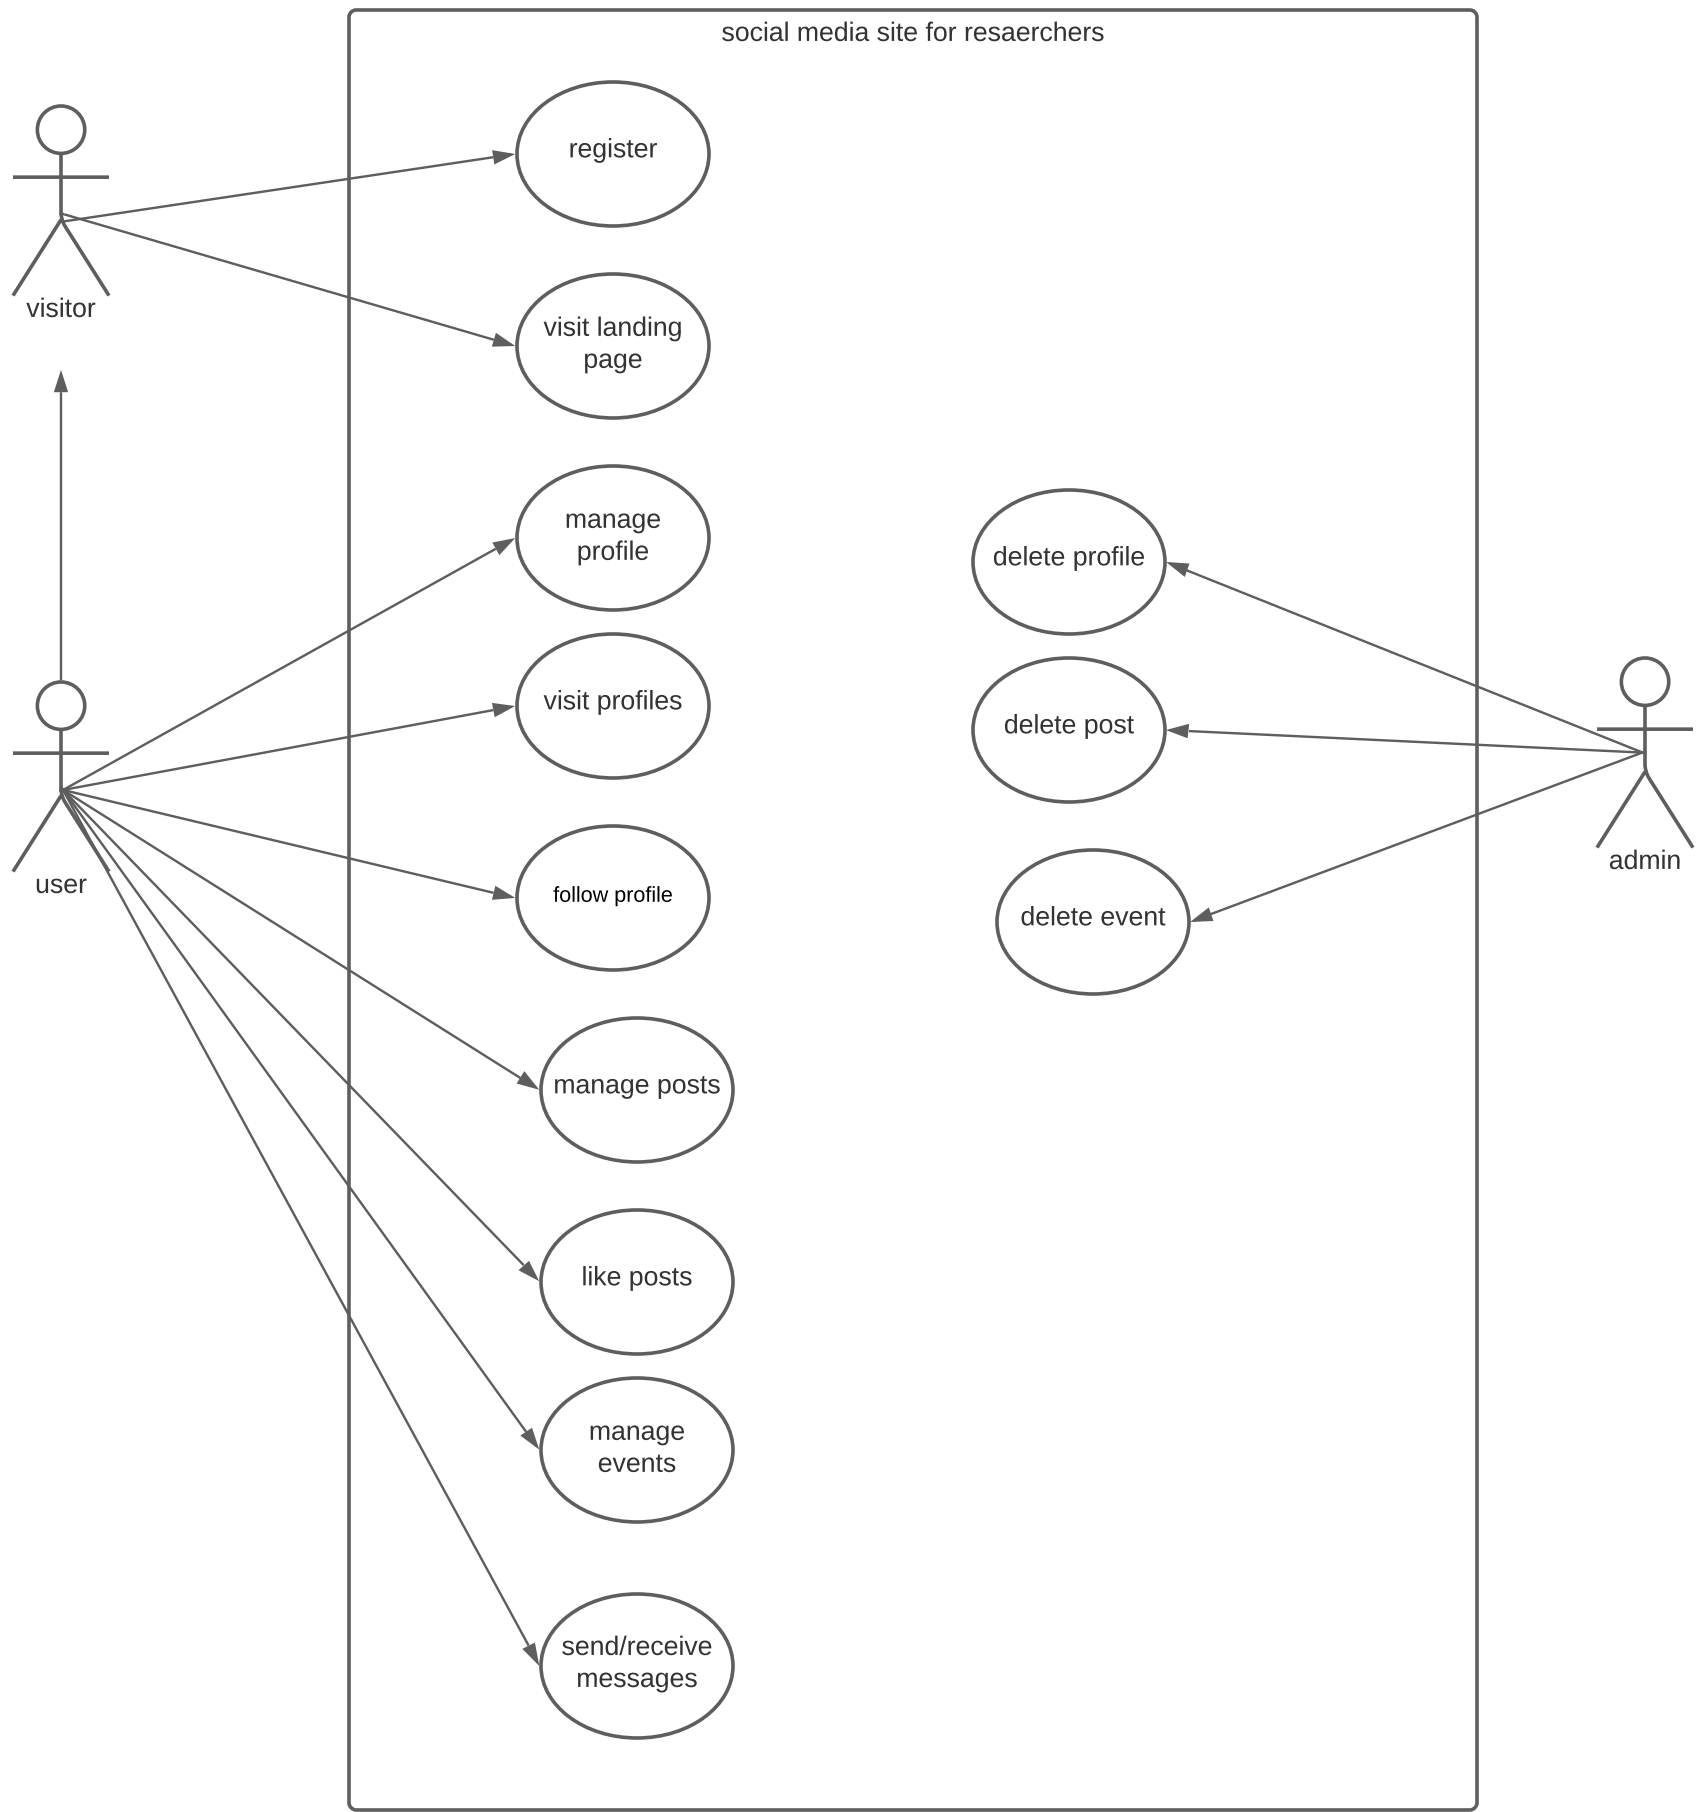 social media site for resaerchers
register
visitor
visit landing
page
manage
profile
delete profile
visit profiles
delete post
admin
user
follow profile
delete event
manage posts
like posts
manage
events
send/receive
messages